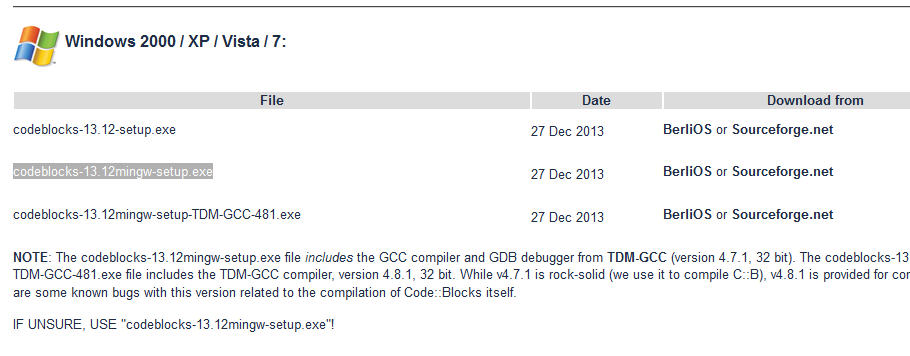 Windows 2000 / XP / Vista / 7:
File Date Download from
codeblocks-13.12-setup.exe 27 Dec 2013 BerliOS or Sourceforge.net
codeblocks-13.12mingw-setup.exe 27 Dec 2013 BerliOS or Sourceforge.net
codeblocks-13.12mingw-setup-TDM-GCC-481.exe 27 Dec 2013 BerliOS or Sourceforge.net
NOTE: The codeblocks-13.12mingw-setup.exe file includes the GCC compiler and GDB debugger from TDM-GCC (version 4.7.1, 32 bit). The codeblocks-13
TDM-GCC-481.exe file includes the TDM-GCC compiler, version 4.8.1, 32 bit. While v4.7.1 is rock-solid (we use it to compile C::B), v4.8.1 is provided for cor
are some known bugs with this version related to the compilation of Code::Blocks itself.
IF UNSURE, USE "codeblocks-13.12mingw-setup.exe"!